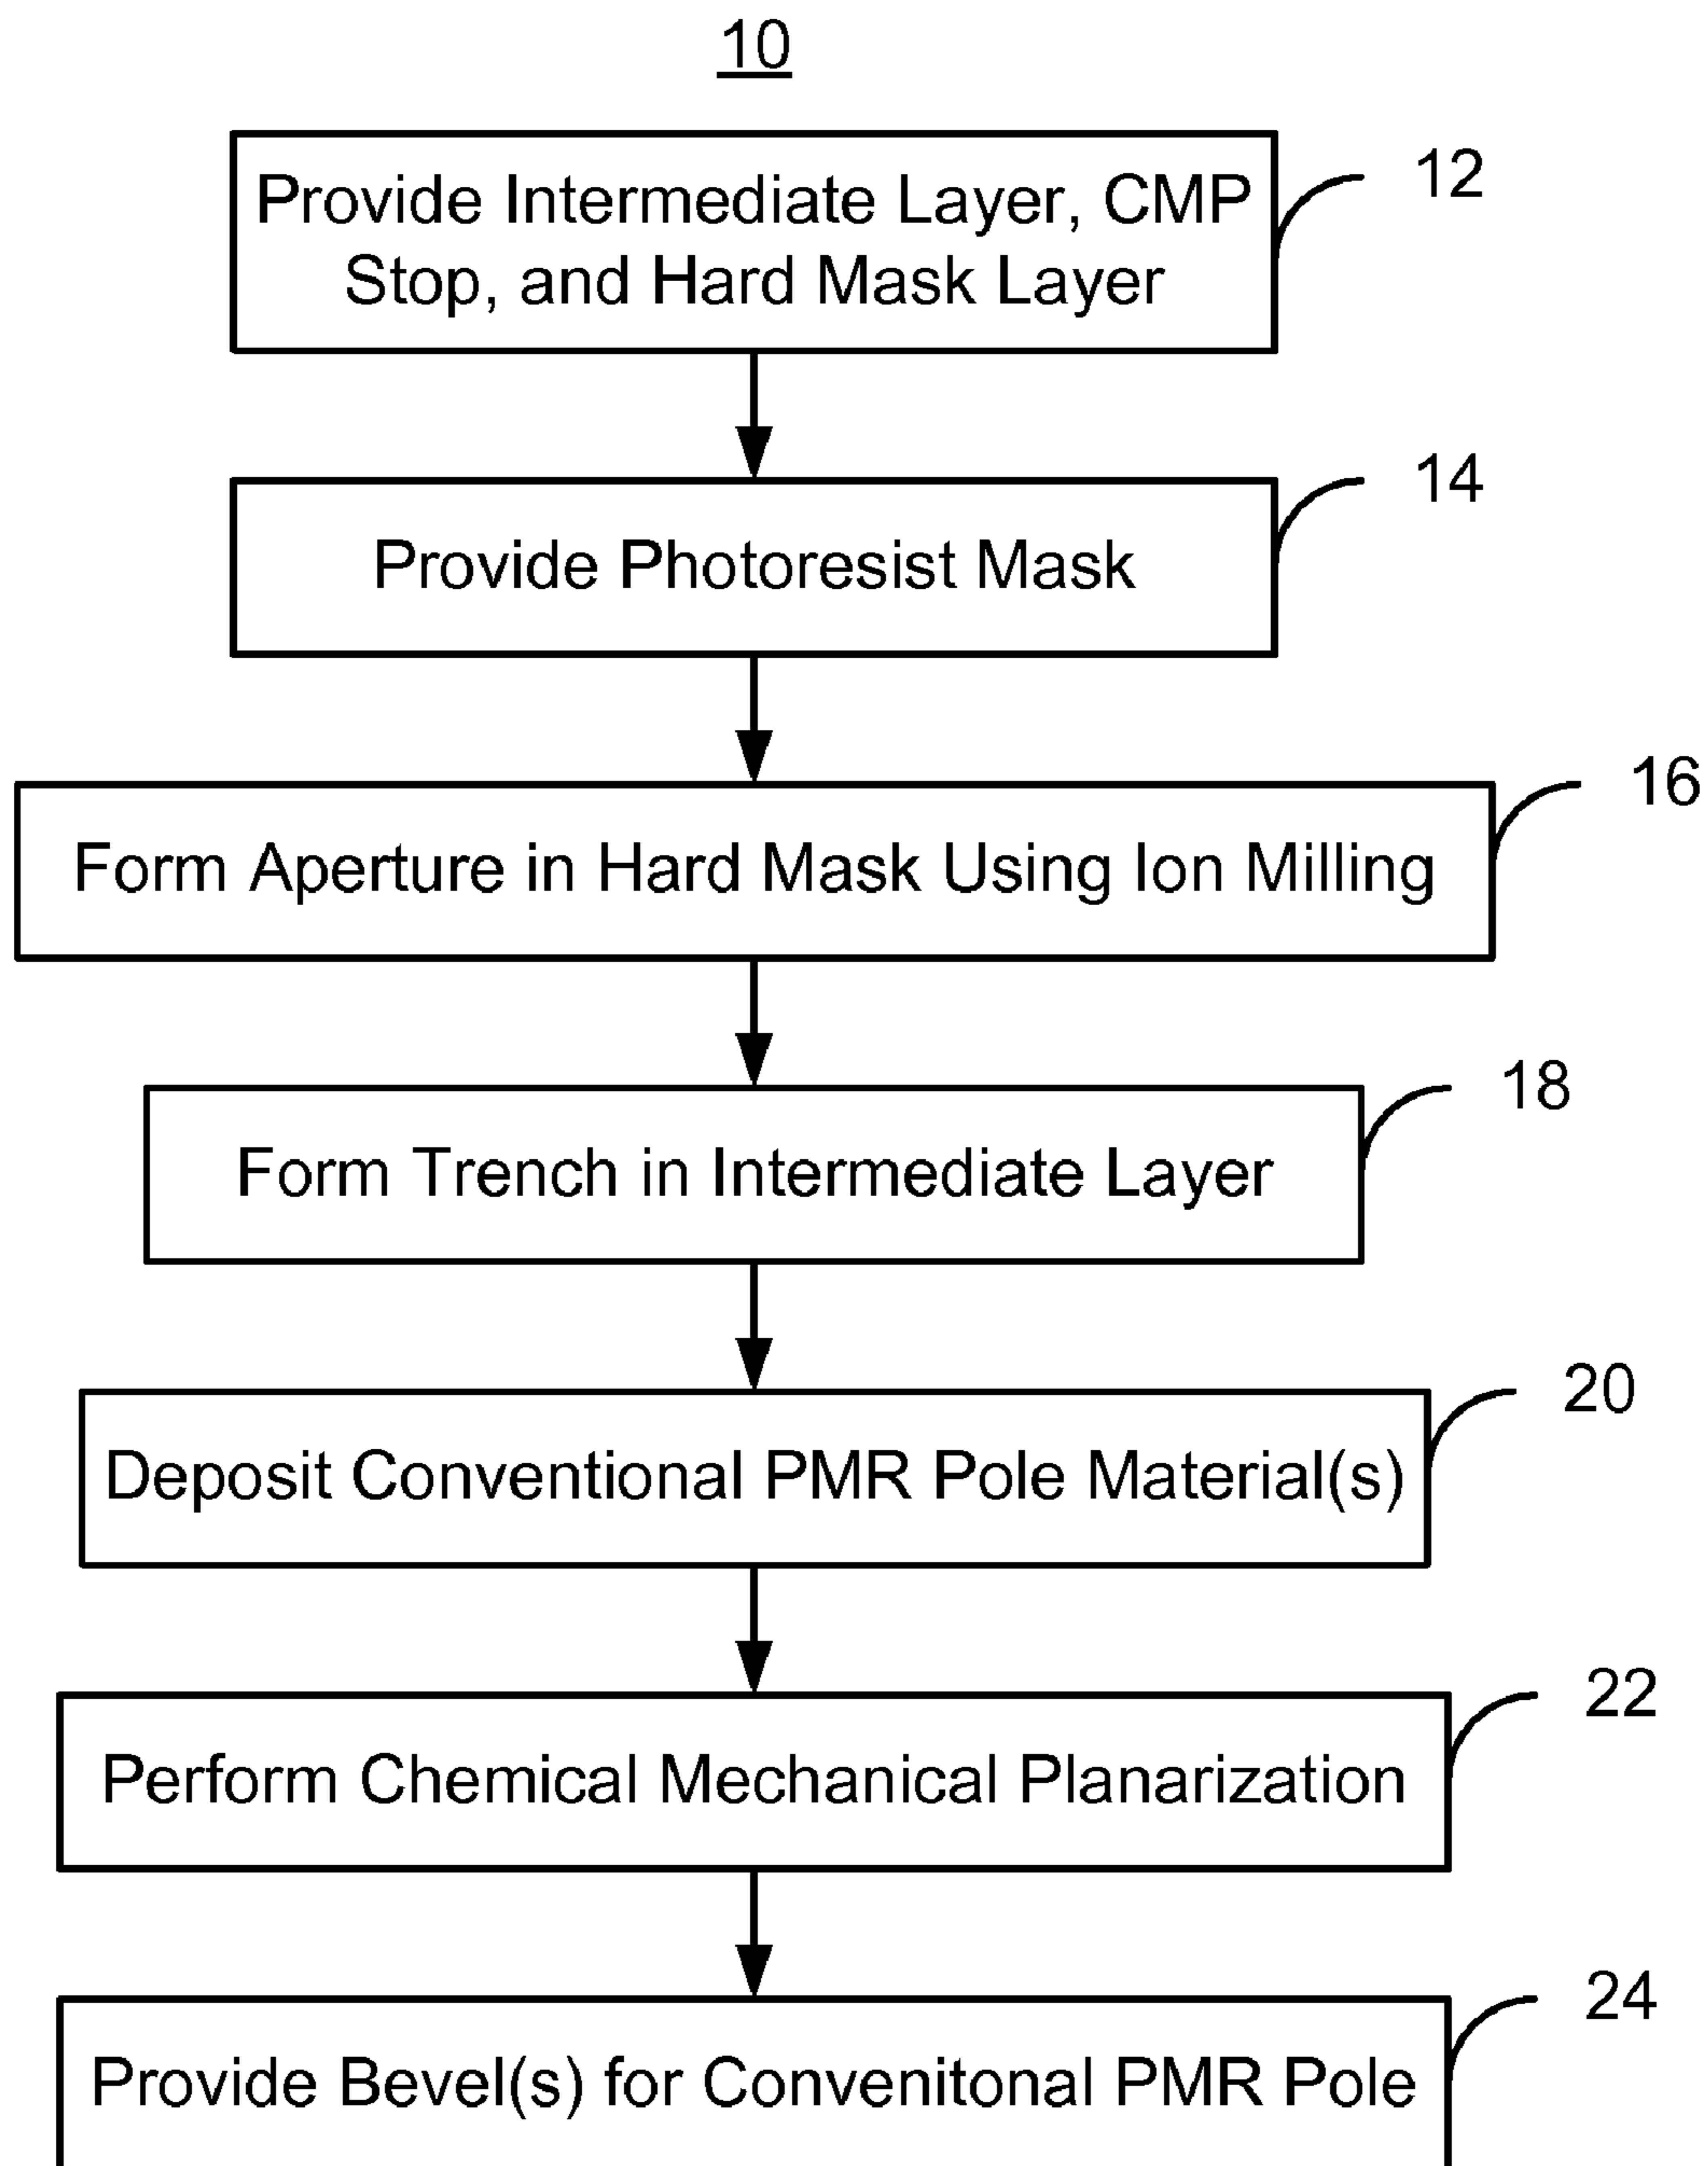 10
Provide Intermediate Layer, CMP
Stop, and Hard Mask Layer
12
Provide Photoresist Mask
14
Form Aperture in Hard Mask Using Ion Milling
16
Form Trench in Intermediate Layer
18
Deposit Conventional PMR Pole Material(s)
20
Perform Chemical Mechanical Planarization
22
Provide Bevel(s) for Convenitonal PMR Pole
24